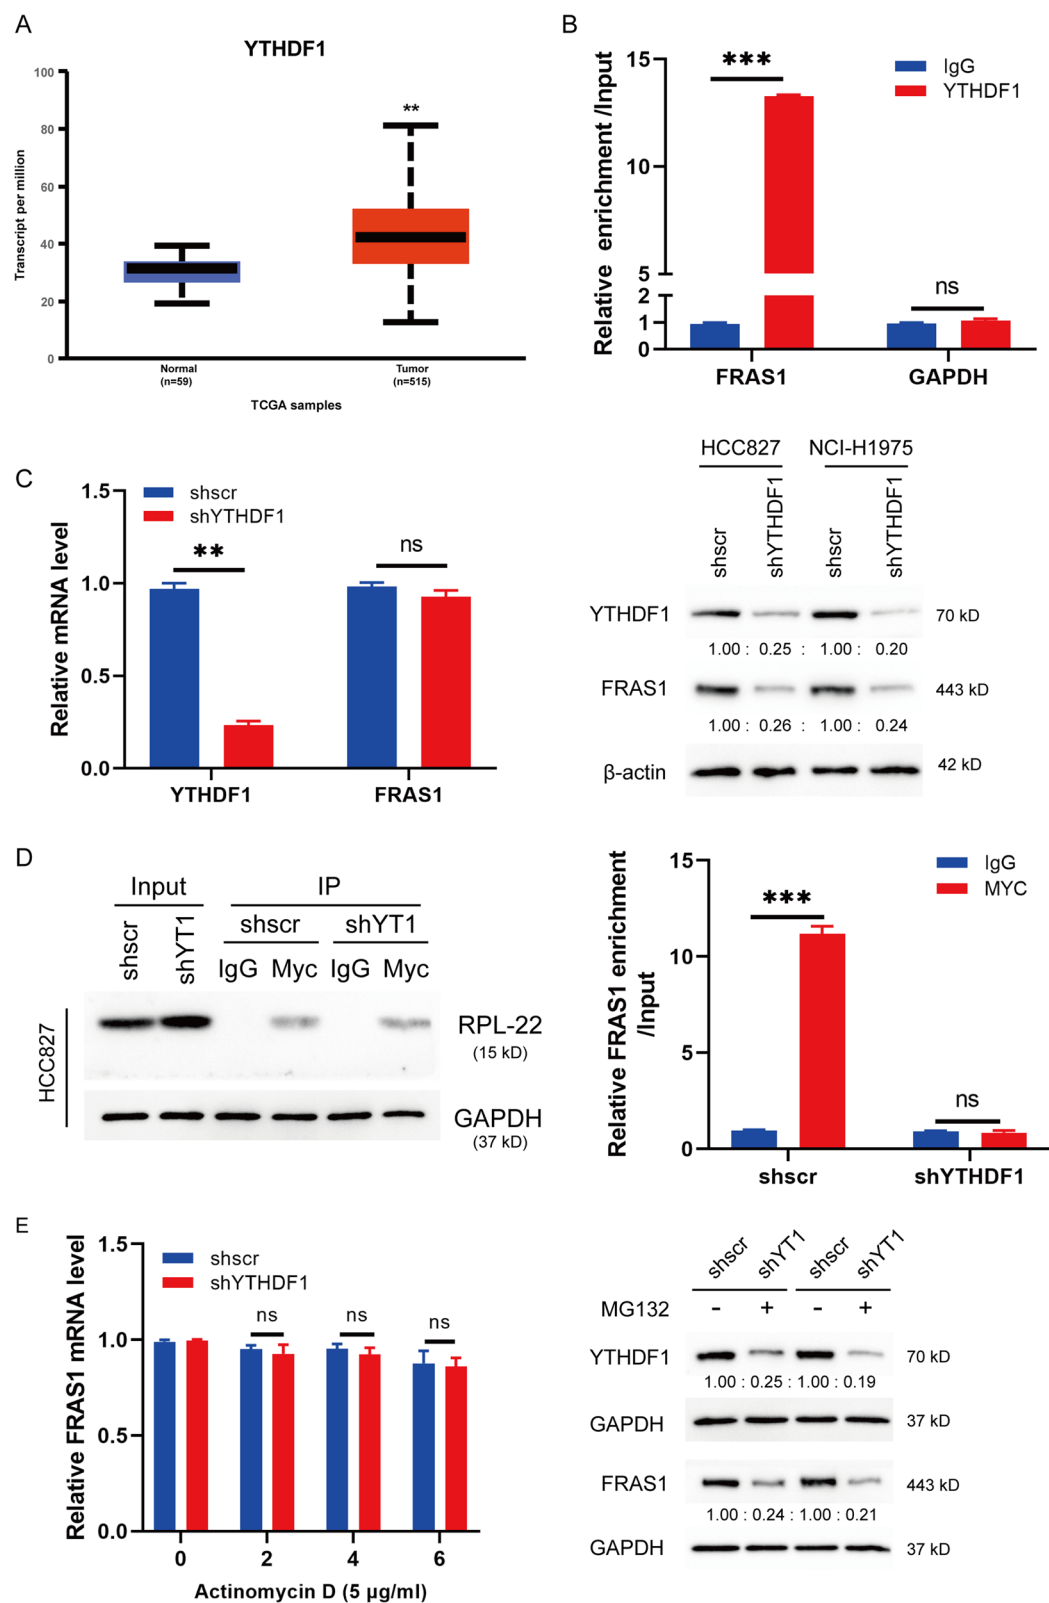 A
YTHDF1
Transcript per million
100
80
60
40
20
0
**
Normal
(n=59)
Tumor
(n=515)
TCGA samples
B
Relative enrichment /Input
15
10
5
2
1
0
***
ns
IgG
YTHDF1
FRAS1
GAPDH
C
Relative mRNA level
1.5
1.0
0.5
0.0
shscr
shYTHDF1
**
ns
YTHDF1
FRAS1
HCC827 NCI-H1975
shscr shYTHDF1 shscr shYTHDF1
YTHDF1 70 kD
1.00 : 0.25 : 1.00 : 0.20
FRAS1 443 kD
1.00 : 0.26 : 1.00 : 0.24
β-actin 42 kD
D
Input IP
shscr shYT1 shscr shYT1
IgG Myc IgG Myc
HCC827
RPL-22
(15 kD)
GAPDH
(37 kD)
Relative FRAS1 enrichment
/Input
15
10
5
0
***
ns
IgG
MYC
shscr
shYTHDF1
E
Relative FRAS1 mRNA level
1.5
1.0
0.5
0.0
shscr
shYTHDF1
ns ns ns
0 2 4 6
Actinomycin D (5 μg/ml)
shscr shYT1 shscr shYT1
MG132 - + - +
YTHDF1 70 kD
1.00 : 0.25 : 1.00 : 0.19
GAPDH 37 kD
FRAS1 443 kD
1.00 : 0.24 : 1.00 : 0.21
GAPDH 37 kD